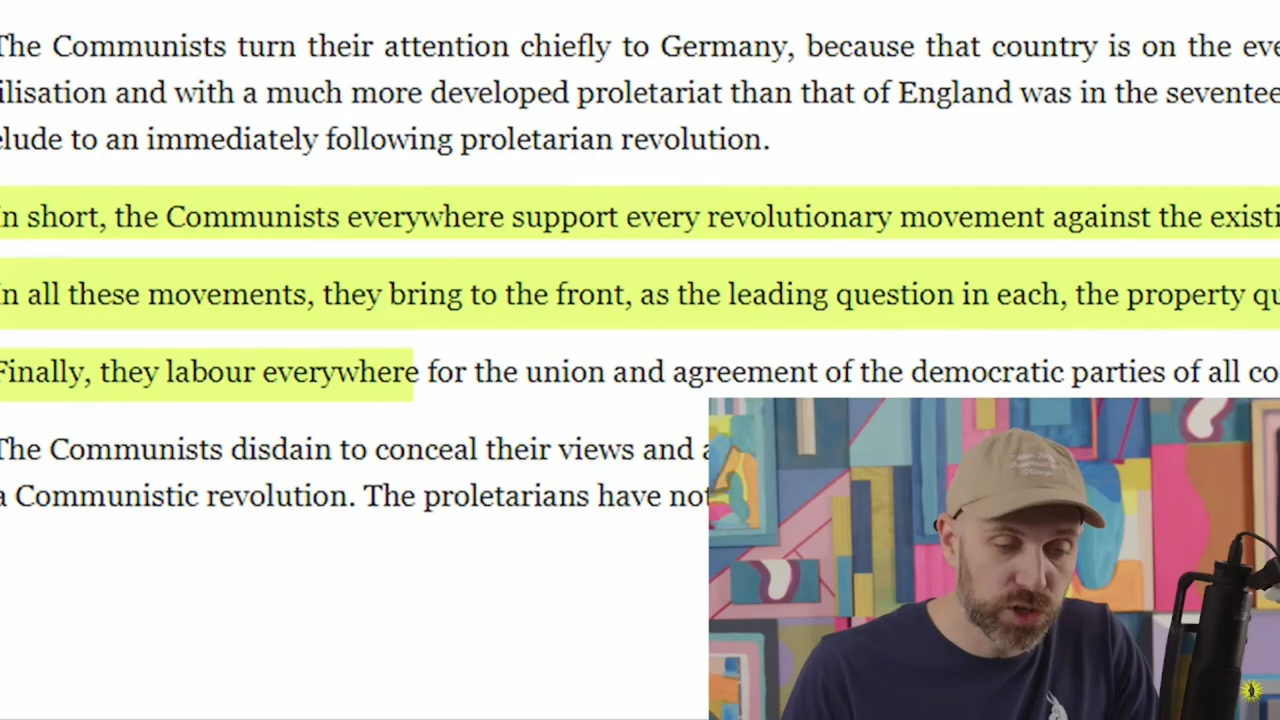 The Communists turn their attention chiefly to Germany, because that country is on the eve
ilisation and with a much more developed proletariat than that of England was in the seventee
elude to an immediately following proletarian revolution.
In short, the Communists everywhere support every revolutionary movement against the existi
In all these movements, they bring to the front, as the leading question in each, the property qu
Finally, they labour everywhere for the union and agreement of the democratic parties of all co
The Communists disdain to conceal their views and a
a Communistic revolution. The proletarians have not